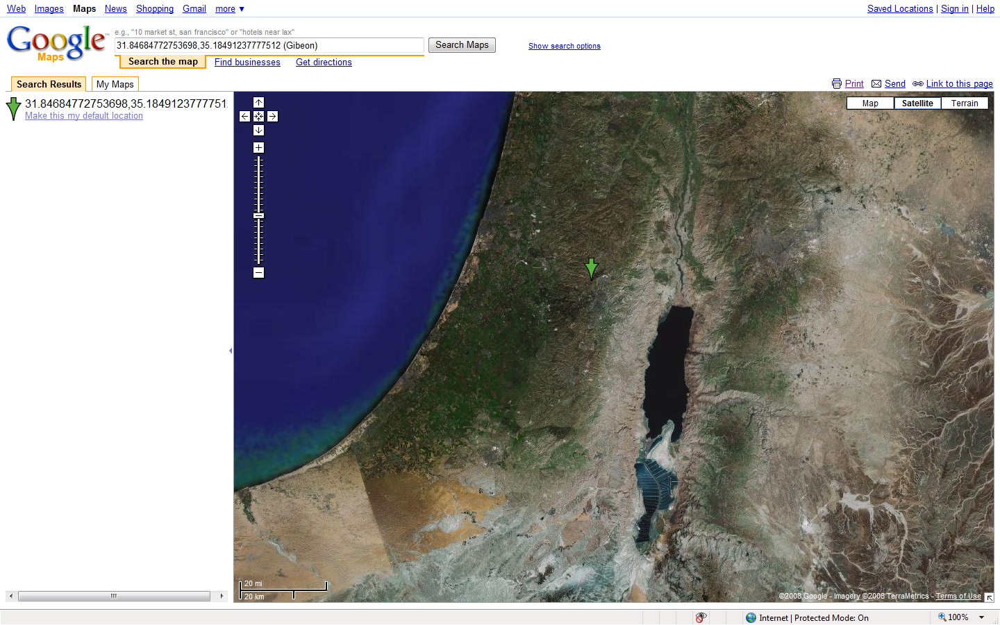 Web Images Maps News Shopping Gmail more ▼ Saved Locations | Sign in | Help
Google™
Maps
e.g., "10 market st, san francisco" or "hotels near lax"
31.84684772753698,35.18491237777512 (Gibeon) Search Maps Show search options
Search the map Find businesses Get directions
Search Results My Maps Print Send Link to this page
31.84684772753698,35.1849123777751
Make this my default location
Map Satellite Terrain
20 mi
20 km
©2008 Google - Imagery ©2008 TerraMetrics - Terms of Use
Internet | Protected Mode: On 100%